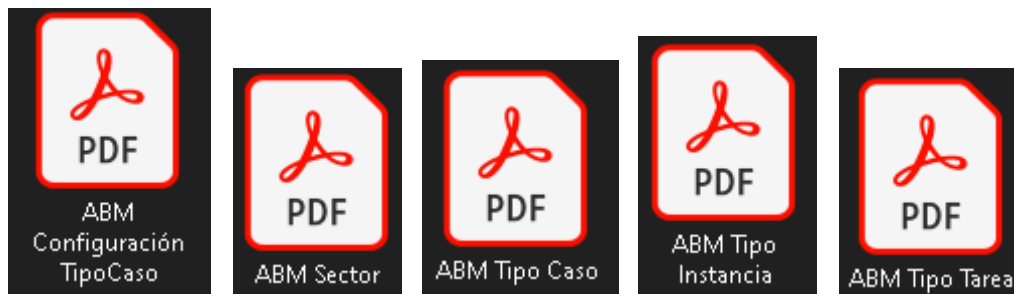 PDF
ABM
Configuración
TipoCaso
PDF
ABM Sector
PDF
ABM Tipo Caso
PDF
ABM Tipo
Instancia
PDF
ABM Tipo Tarea